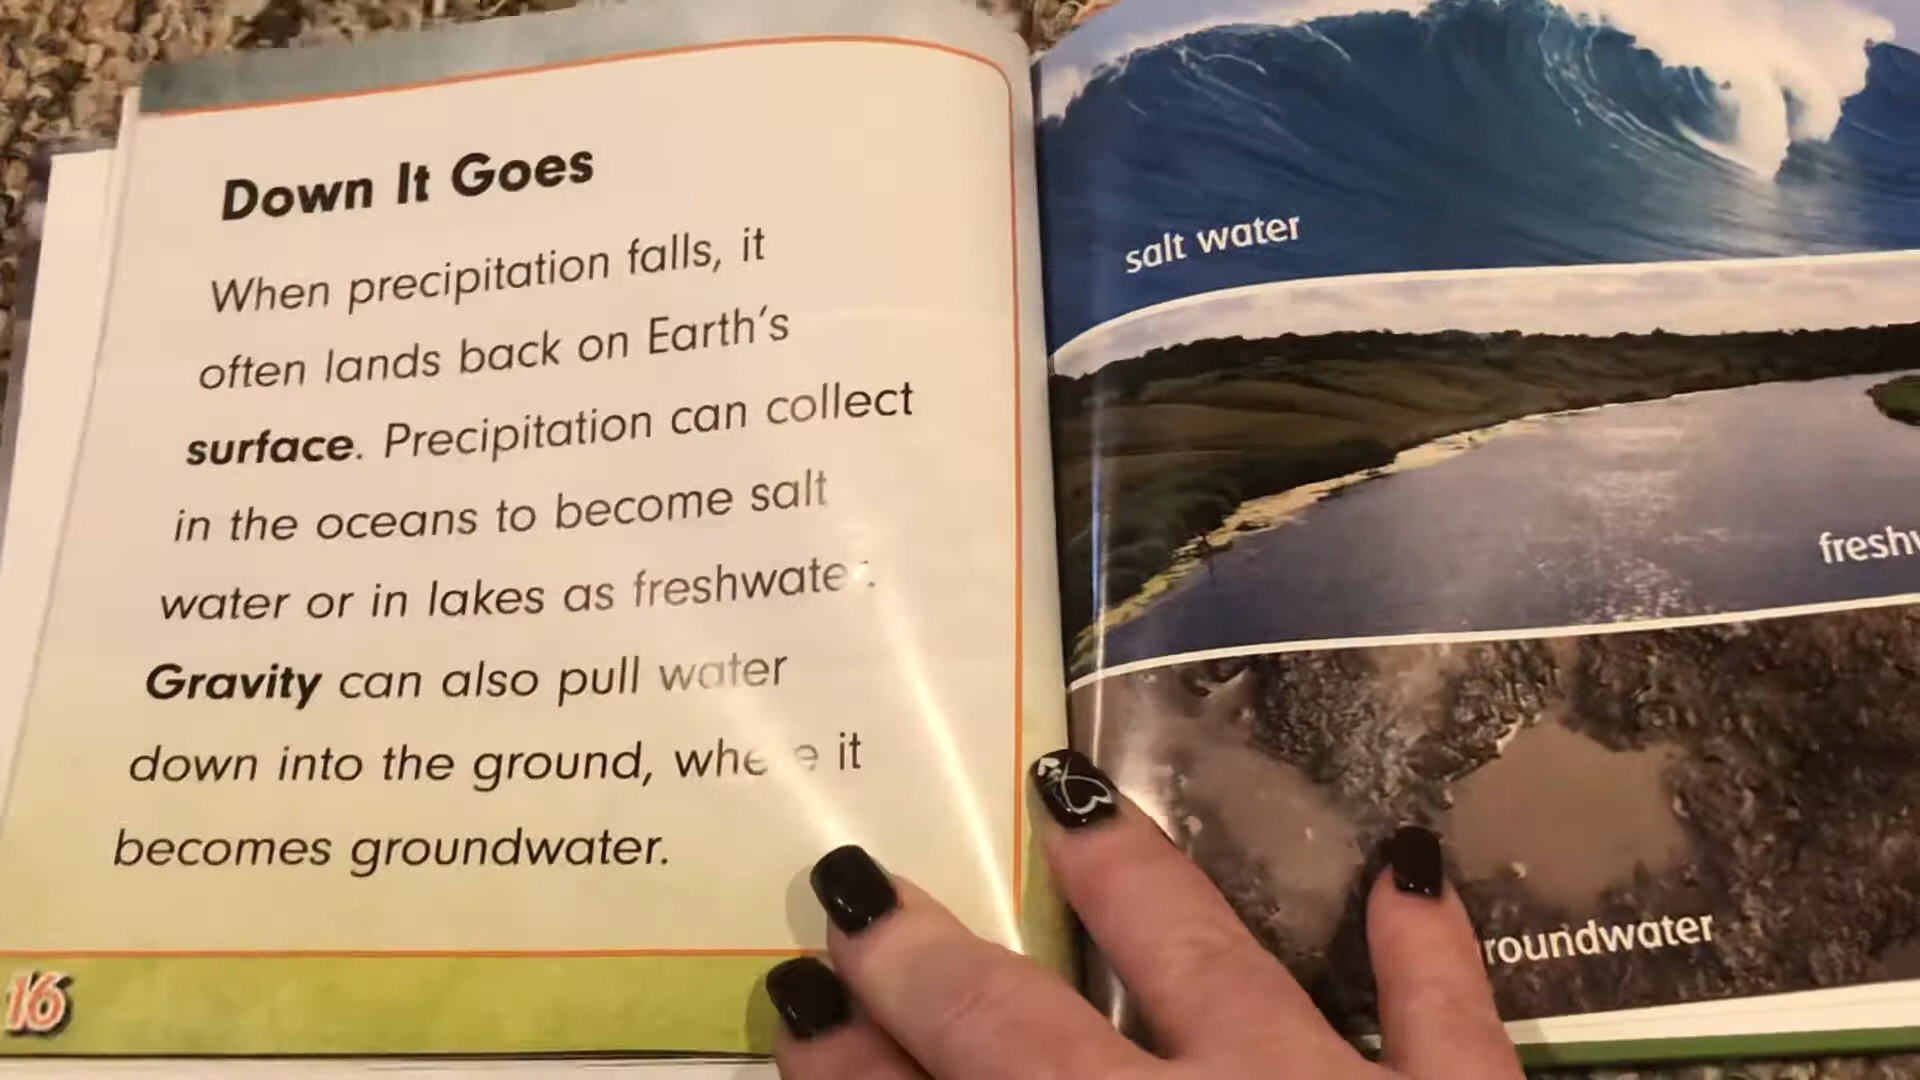 Down It Goes
When precipitation falls, it
often lands back on Earth's
surface. Precipitation can collect
in the oceans to become salt
water or in lakes as freshwater.
Gravity can also pull water
down into the ground, where it
becomes groundwater.
16
salt water
freshw
roundwater